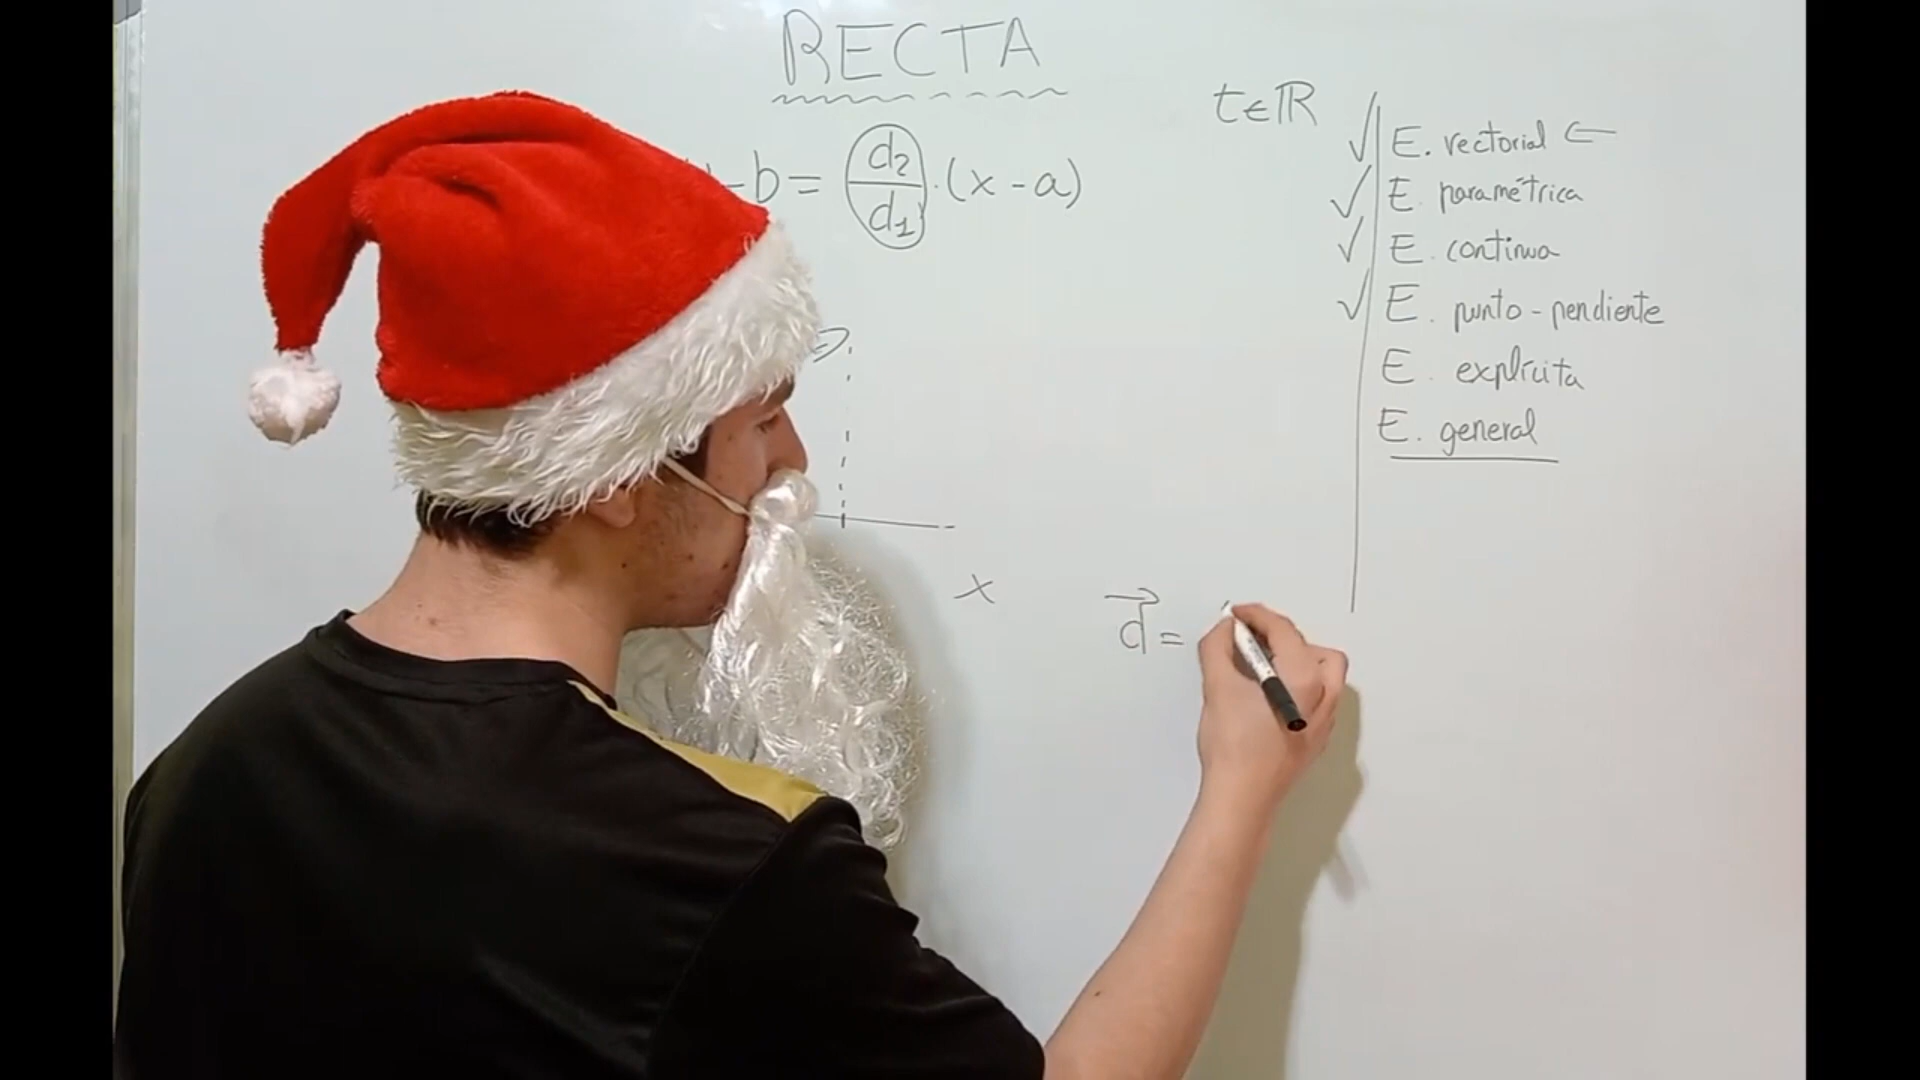 RECTA
-b = d2/d1 · (x - a)
t∈ℝ
E. vectorial ←
E. paramétrica
E. continua
E. punto-pendiente
E. explícita
E. general
x
d⃗ =